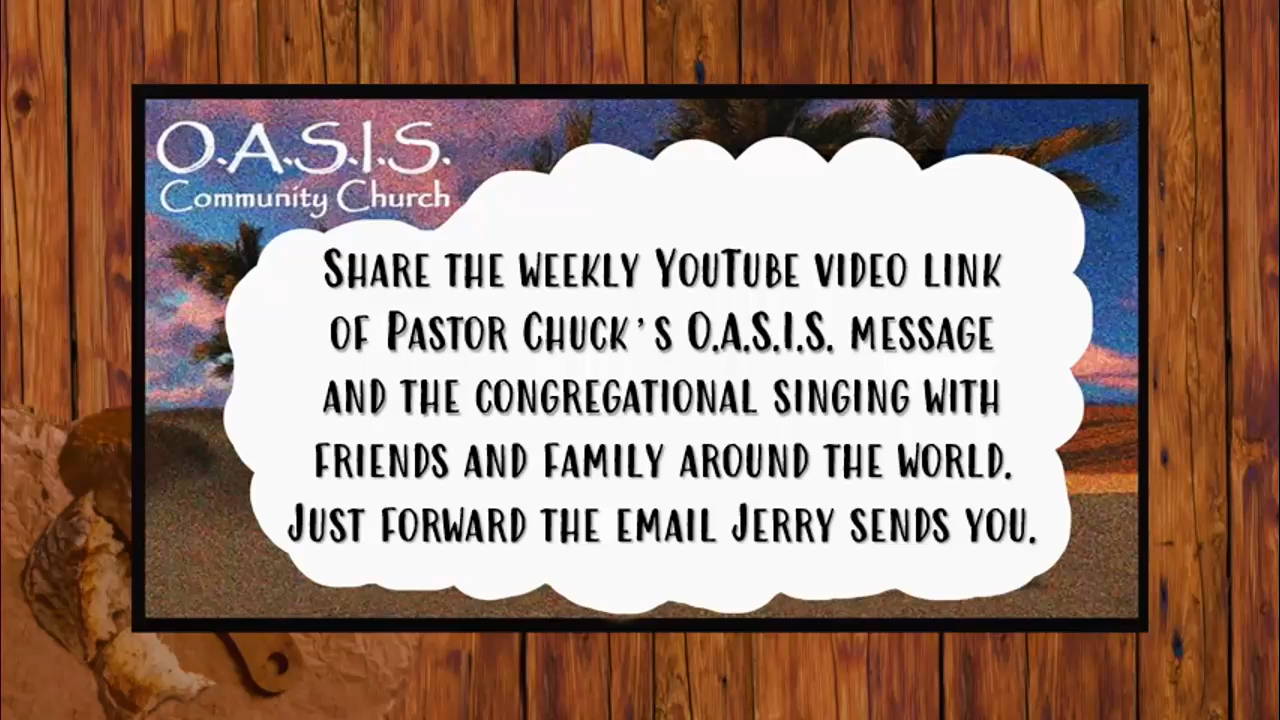 O.A.S.I.S.
Community Church
Share the weekly YouTube video link
of Pastor Chuck's O.A.S.I.S. message
and the congregational singing with
friends and family around the world.
Just forward the email Jerry sends you.